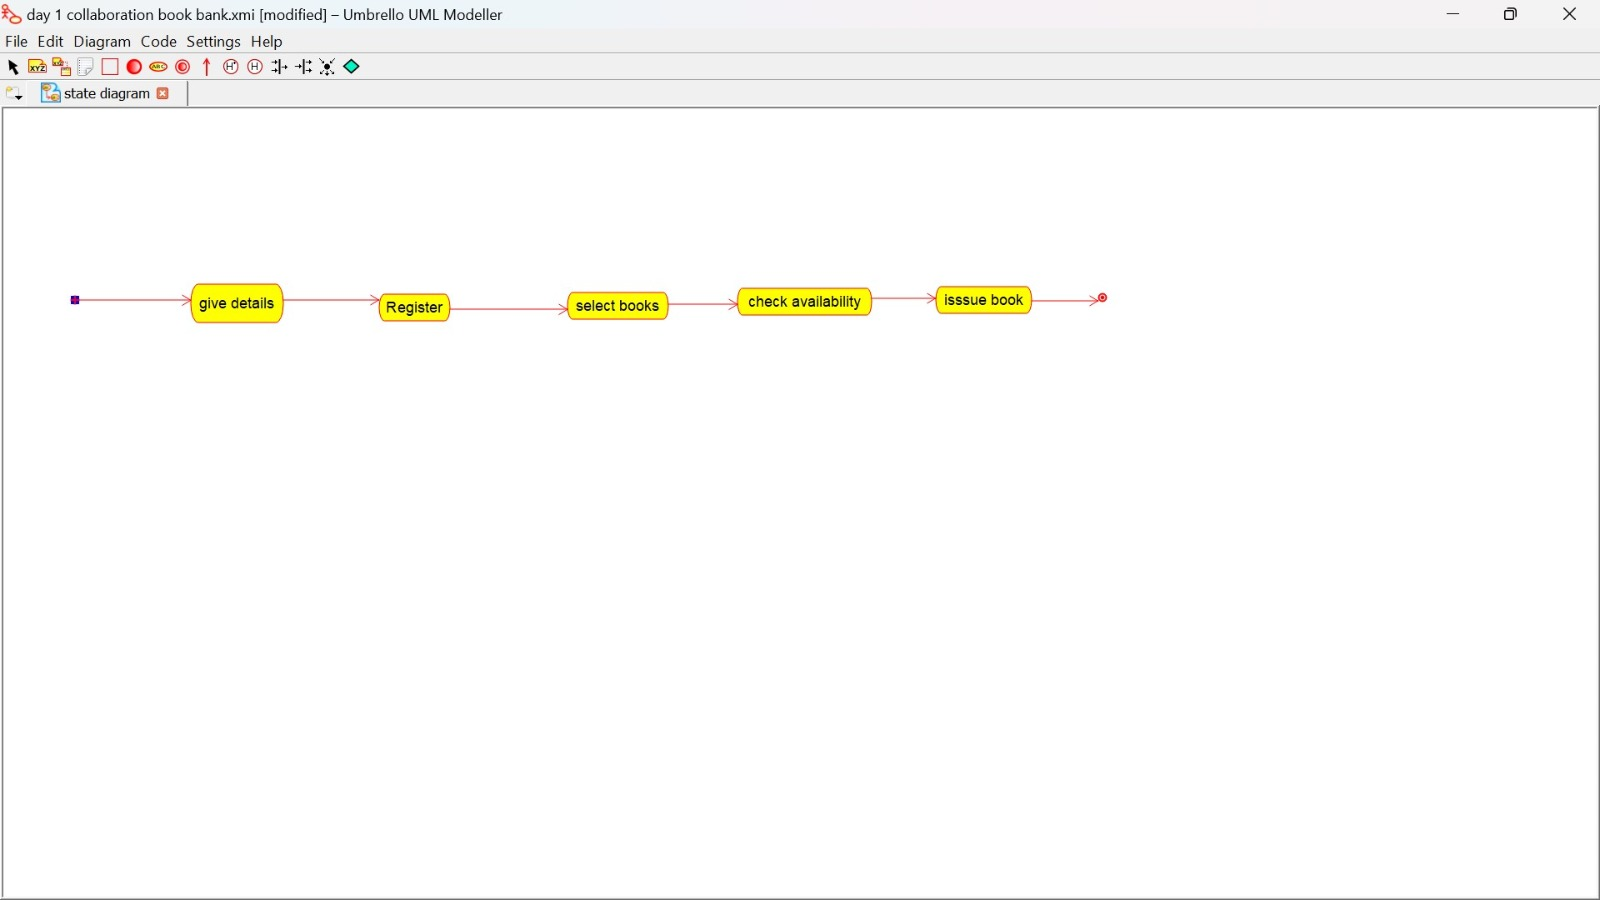 day 1 collaboration book bank.xmi [modified] – Umbrello UML Modeller
File Edit Diagram Code Settings Help
state diagram
give details
Register
select books
check availability
isssue book